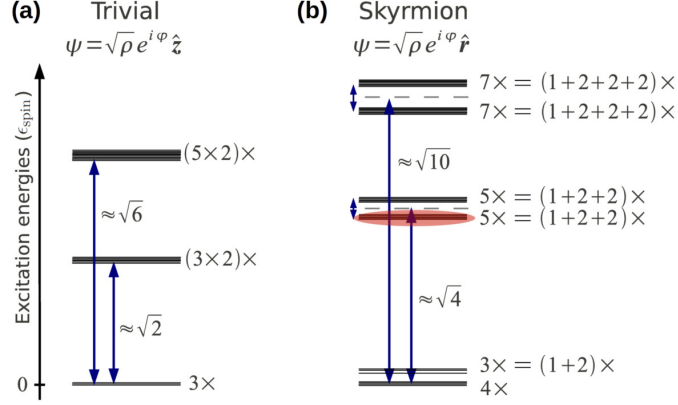 (a) Trivial
ψ=√ρ e^{iφ} ẑ
Excitation energies (ϵ_spin)
(5×2)×
≈√6
(3×2)×
≈√2
0
3×
(b) Skyrmion
ψ=√ρ e^{iφ} r̂
7× = (1+2+2+2)×
7× = (1+2+2+2)×
≈√10
5× = (1+2+2)×
5× = (1+2+2)×
≈√4
3× = (1+2)×
4×